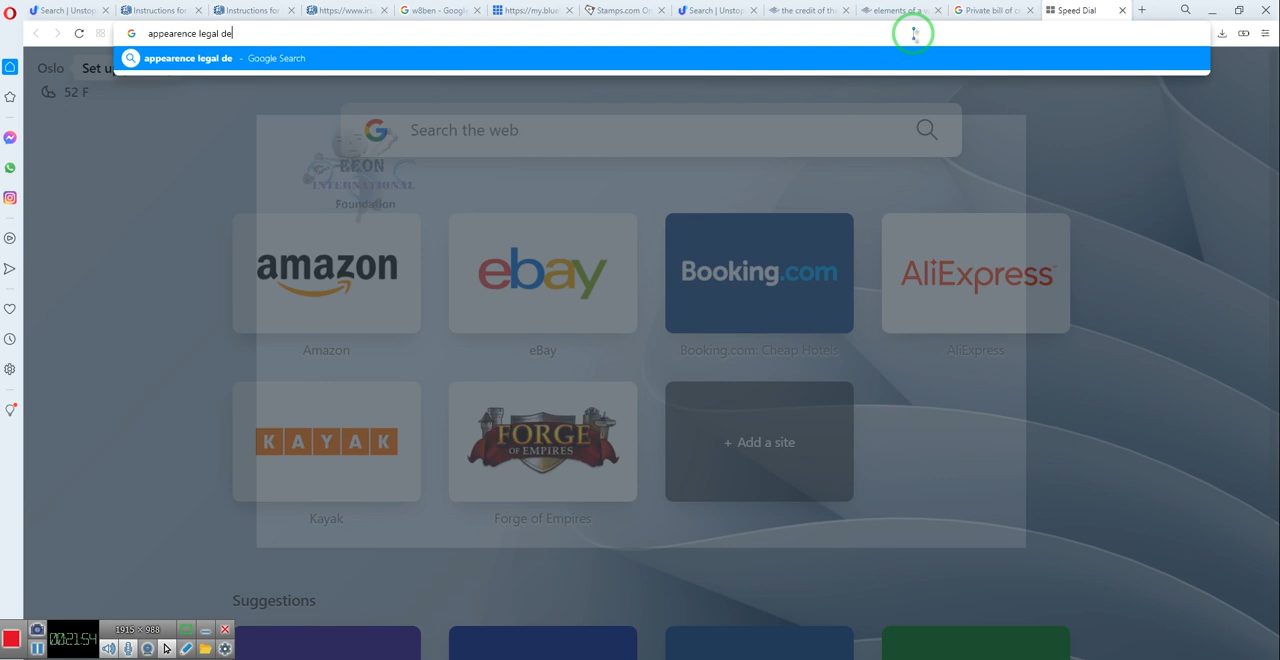 Search | Unstop
Instructions for
Instructions for
https://www.irs.
w8ben - Google
https://my.blue
Stamps.com On
Search | Unstop
the credit of the
elements of a v
Private bill of c
Speed Dial
appearence legal de
appearence legal de - Google Search
Oslo
Set u
52 F
Search the web
BEON
INTERNATIONAL
Foundation
amazon
ebay
Booking.com
AliExpress
Amazon
eBay
Booking.com: Cheap Hotels
AliExpress
KAYAK
FORGE
OF EMPIRES
+ Add a site
Kayak
Forge of Empires
Suggestions
1915 × 988
00:21:54